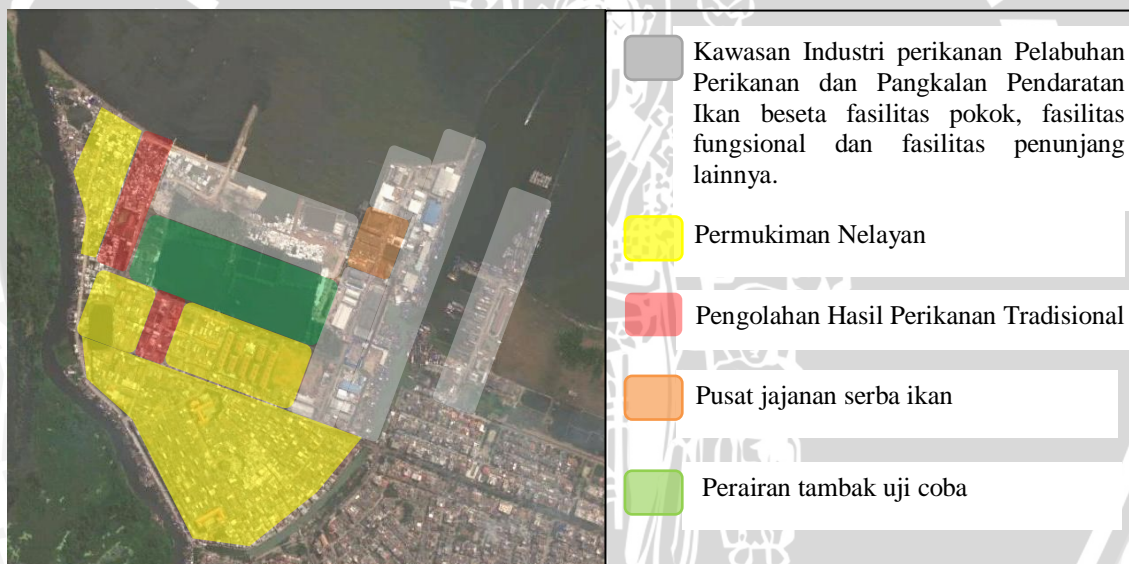 Kawasan Industri perikanan Pelabuhan
Perikanan dan Pangkalan Pendaratan
Ikan beseta fasilitas pokok, fasilitas
fungsional dan fasilitas penunjang
lainnya.
Permukiman Nelayan
Pengolahan Hasil Perikanan Tradisional
Pusat jajanan serba ikan
Perairan tambak uji coba